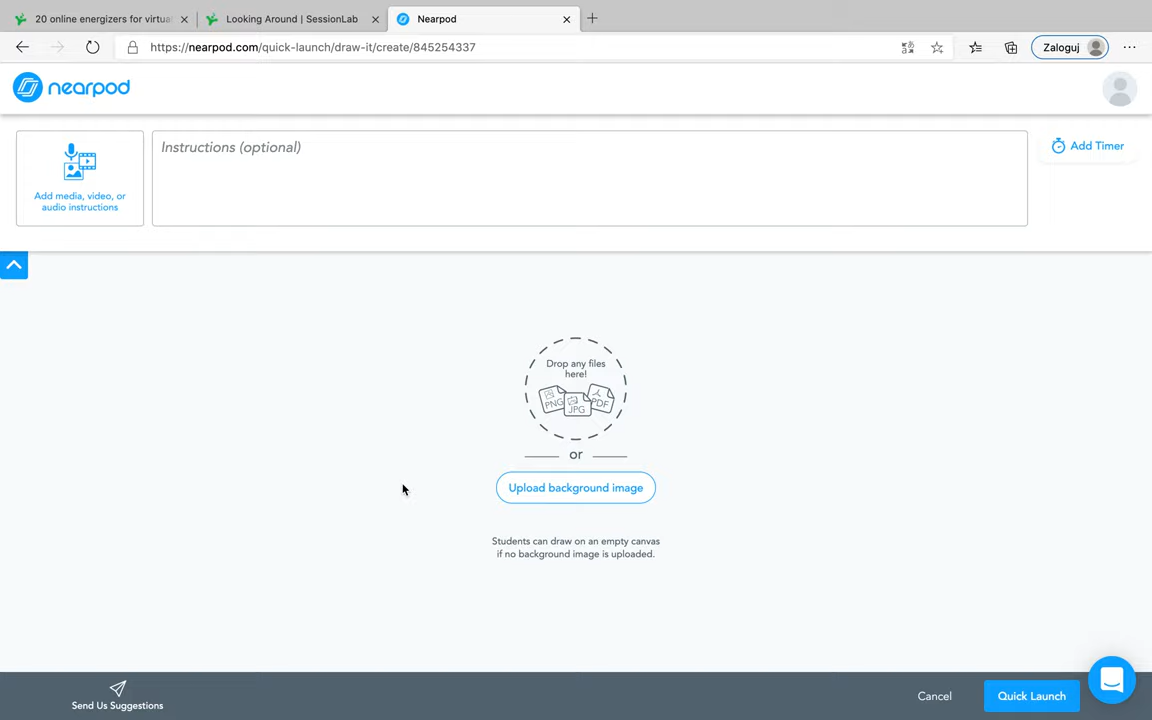 20 online energizers for virtua
Looking Around | SessionLab
Nearpod
https://nearpod.com/quick-launch/draw-it/create/845254337
Zaloguj
nearpod
Add media, video, or
audio instructions
Instructions (optional)
Add Timer
Drop any files
here!
PNG
JPG
PDF
or
Upload background image
Students can draw on an empty canvas
if no background image is uploaded.
Send Us Suggestions
Cancel
Quick Launch